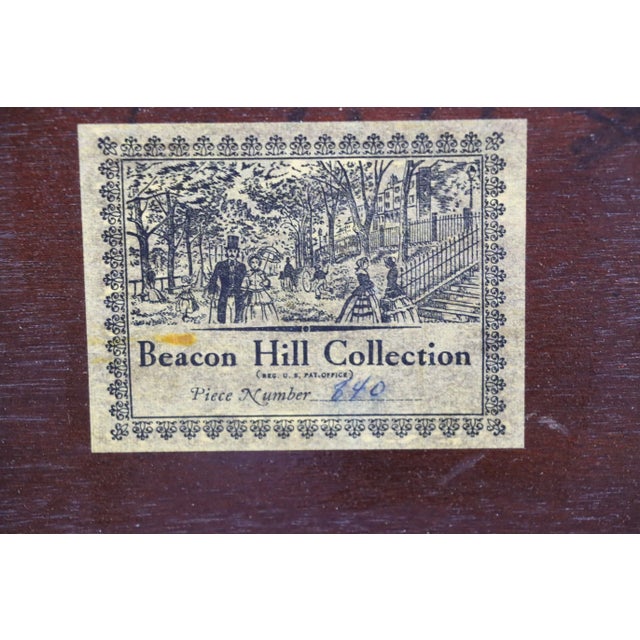 Beacon Hill Collection
(REG. U. S. PAT. OFFICE)
Piece Number 840